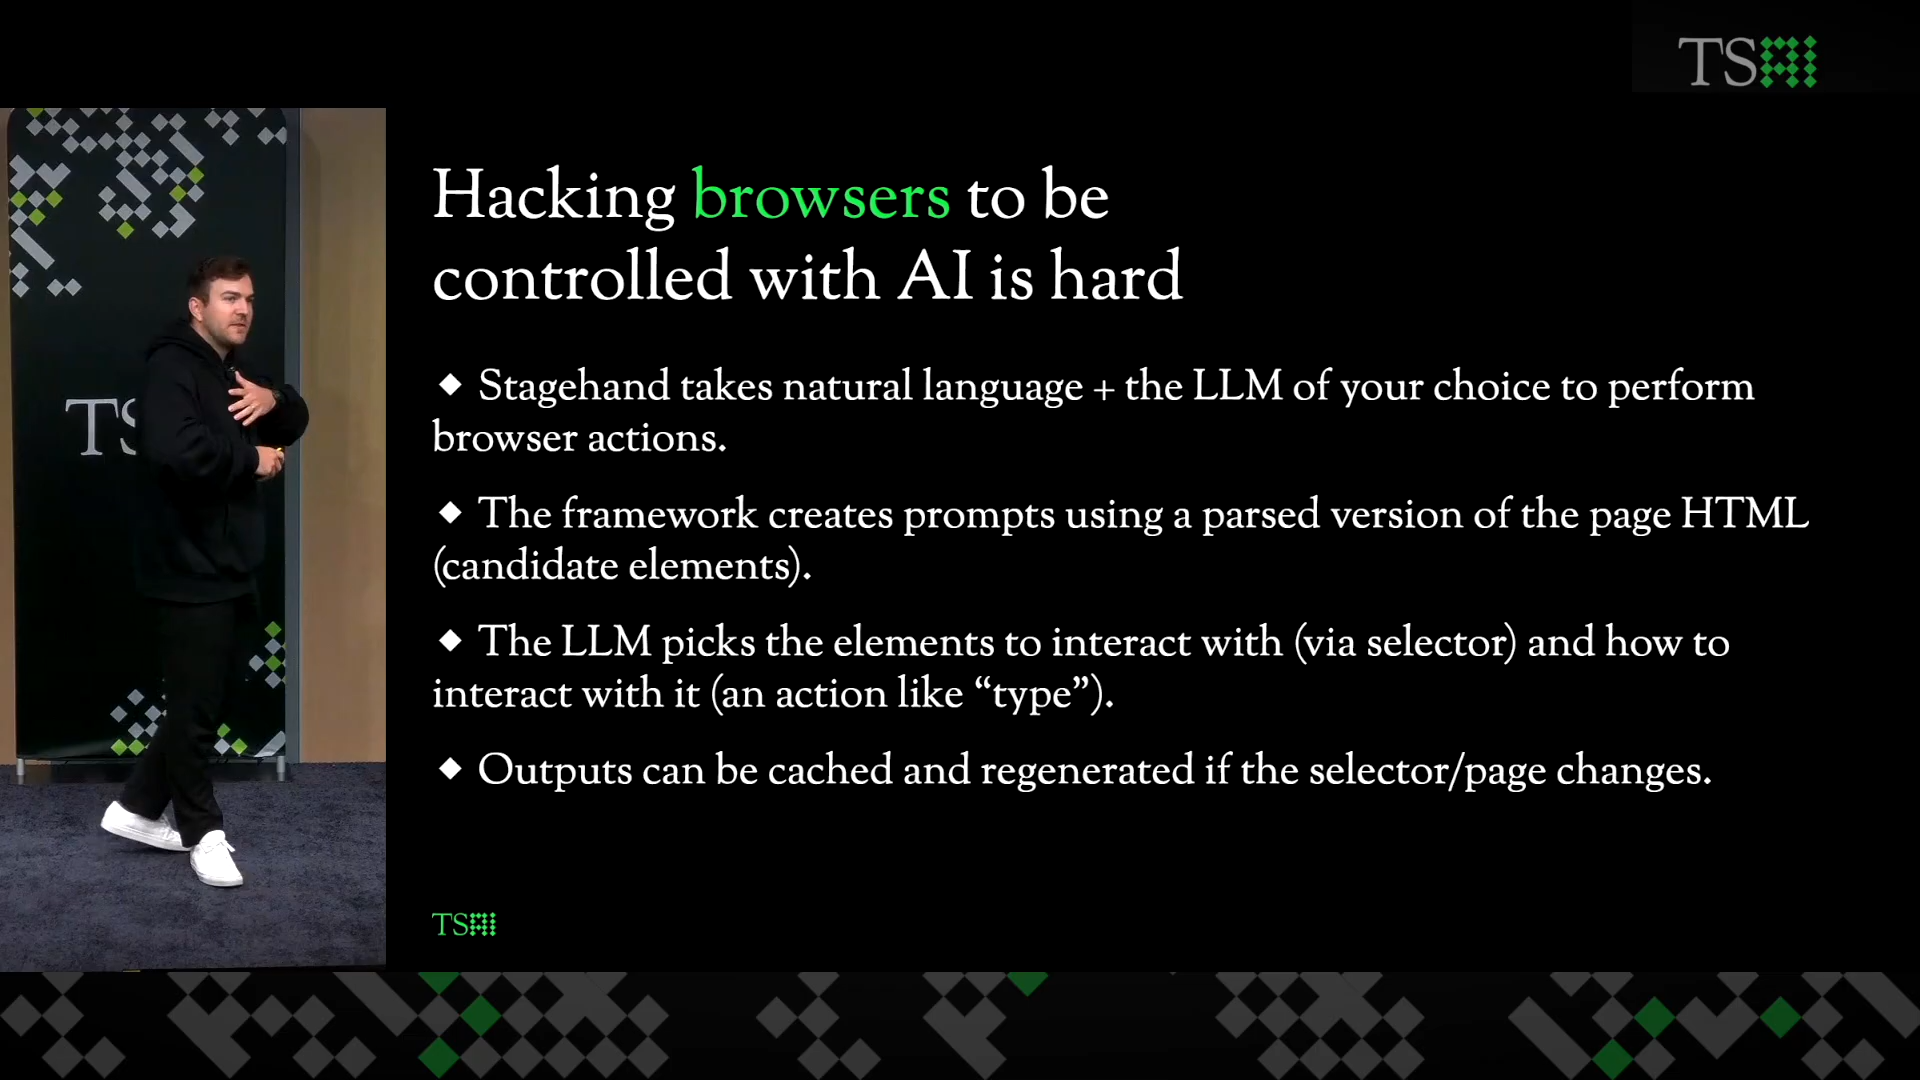 TSAI
TS
Hacking browsers to be
controlled with AI is hard
◆ Stagehand takes natural language + the LLM of your choice to perform
browser actions.
◆ The framework creates prompts using a parsed version of the page HTML
(candidate elements).
◆ The LLM picks the elements to interact with (via selector) and how to
interact with it (an action like “type”).
◆ Outputs can be cached and regenerated if the selector/page changes.
TSAI